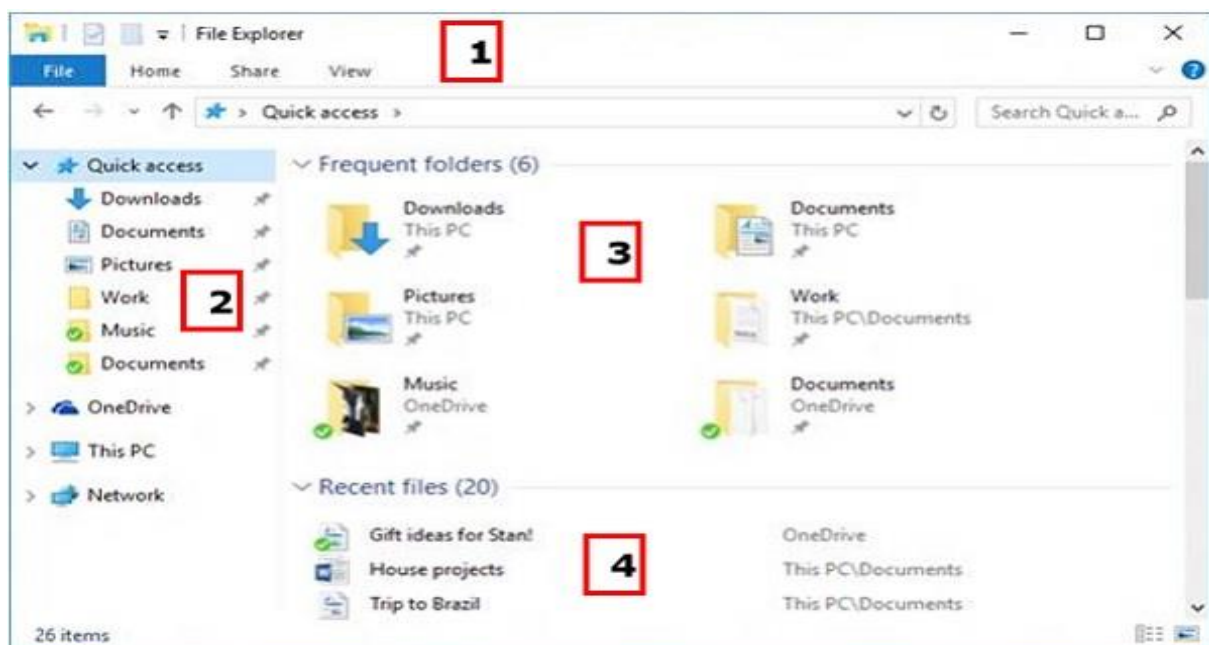 File Explorer
1
File Home Share View
Quick access
Search Quick a...
Quick access
Downloads
Documents
Pictures
Work
2
Music
Documents
OneDrive
This PC
Network
Frequent folders (6)
Downloads
This PC
Documents
This PC
3
Pictures
This PC
Work
This PC\Documents
Music
OneDrive
Documents
OneDrive
Recent files (20)
Gift ideas for Stan! OneDrive
House projects This PC\Documents
4
Trip to Brazil This PC\Documents
26 items